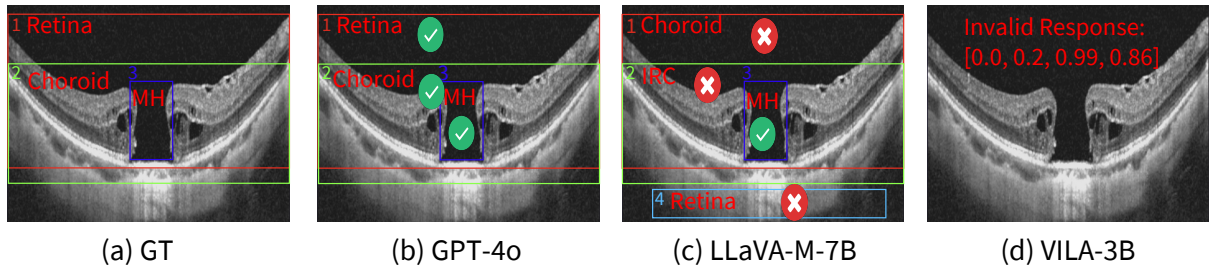 1 Retina
2 Choroid
3
MH
1 Retina
2 Choroid
3
MH
1 Choroid
2 IRC
3
MH
4 Retina
Invalid Response:
[0.0, 0.2, 0.99, 0.86]
(a) GT
(b) GPT-4o
(c) LLaVA-M-7B
(d) VILA-3B